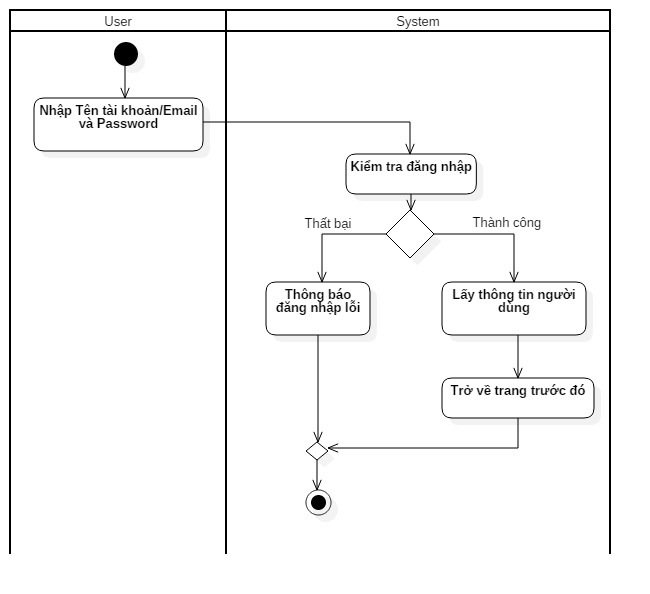 User
System
Nhập Tên tài khoản/Email
và Password
Kiểm tra đăng nhập
Thất bại
Thành công
Thông báo
đăng nhập lỗi
Lấy thông tin người
dùng
Trở về trang trước đó